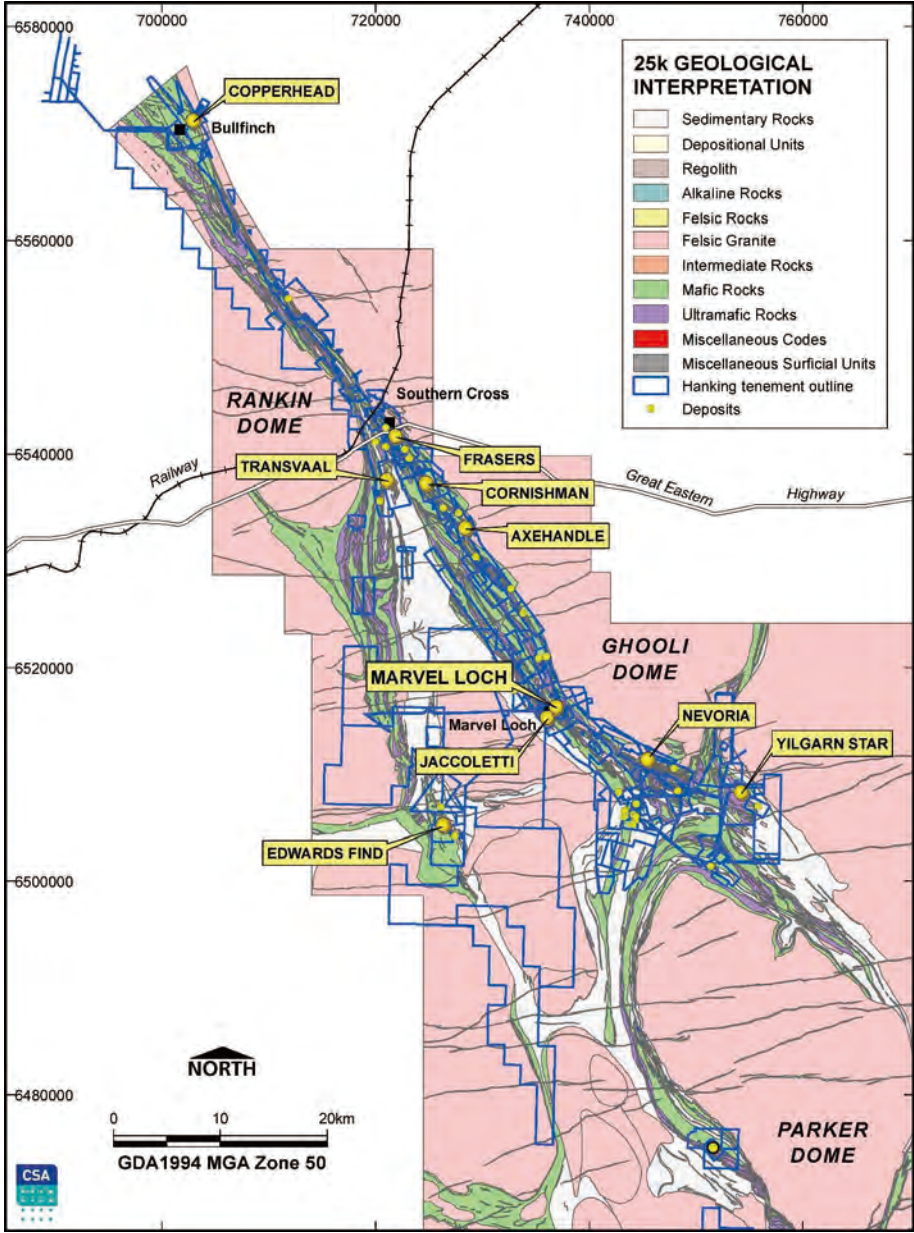 700000
720000
740000
760000
6580000
6560000
6540000
6520000
6500000
6480000
25k GEOLOGICAL
INTERPRETATION
Sedimentary Rocks
Depositional Units
Regolith
Alkaline Rocks
Felsic Rocks
Felsic Granite
Intermediate Rocks
Mafic Rocks
Ultramafic Rocks
Miscellaneous Codes
Miscellaneous Surficial Units
Hanking tenement outline
Deposits
COPPERHEAD
Bullfinch
RANKIN
DOME
Southern Cross
TRANSVAAL
FRASERS
Railway
CORNISHMAN
Great Eastern
Highway
AXEHANDLE
GHOOLI
DOME
MARVEL LOCH
NEVORIA
Marvel Loch
YILGARN STAR
JACCOLETTI
EDWARDS FIND
NORTH
0
10
20km
GDA1994 MGA Zone 50
PARKER
DOME
CSA